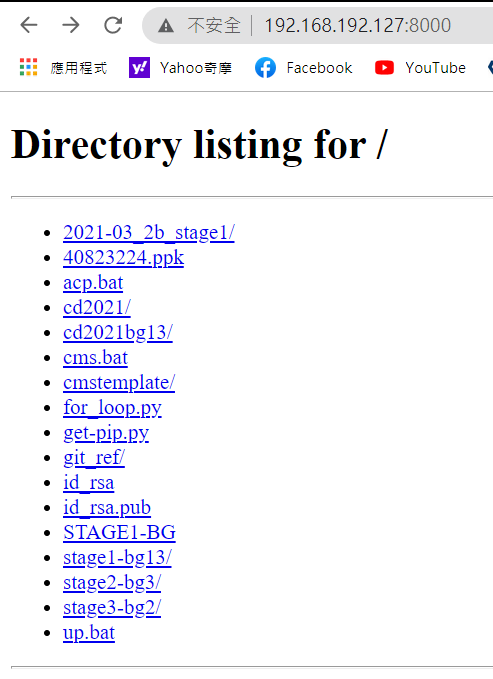 不安全 192.168.192.127:8000
應用程式 Yahoo奇摩 Facebook YouTube
Directory listing for /
2021-03_2b_stage1/
40823224.ppk
acp.bat
cd2021/
cd2021bg13/
cms.bat
cmstemplate/
for_loop.py
get-pip.py
git_ref/
id_rsa
id_rsa.pub
STAGE1-BG
stage1-bg13/
stage2-bg3/
stage3-bg2/
up.bat